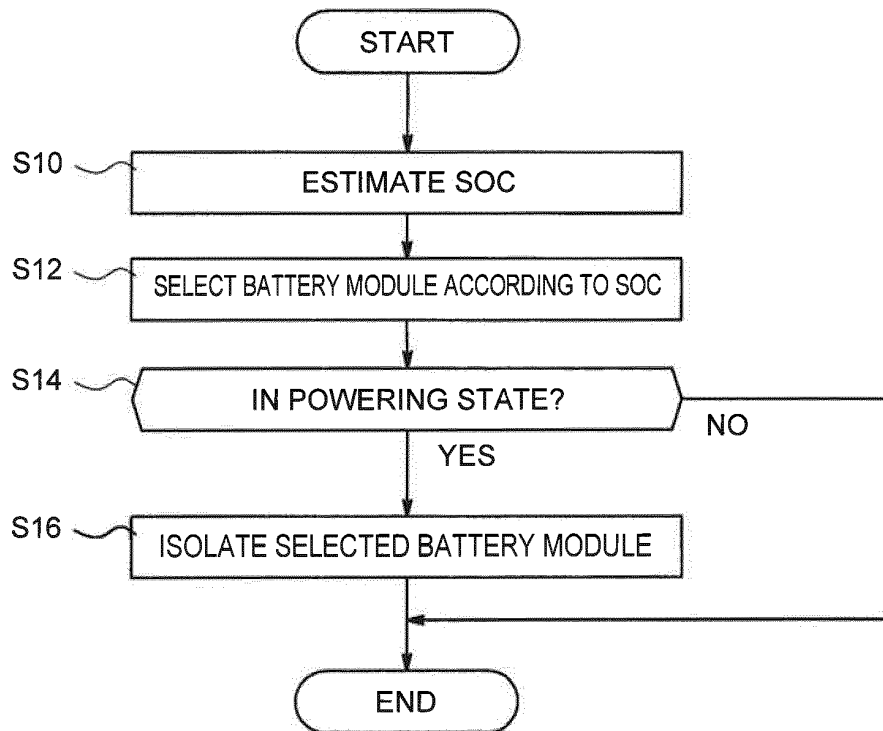 START
S10
ESTIMATE SOC
S12
SELECT BATTERY MODULE ACCORDING TO SOC
S14
IN POWERING STATE?
NO
YES
S16
ISOLATE SELECTED BATTERY MODULE
END